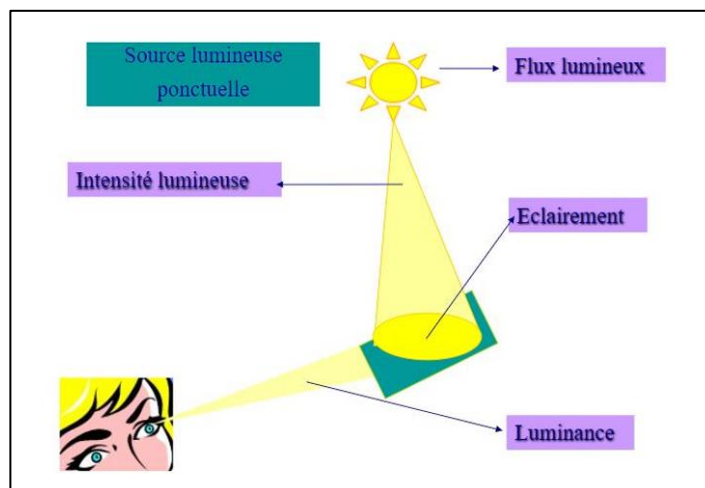 Source lumineuse
ponctuelle
Flux lumineux
Intensité lumineuse
Eclairement
Luminance